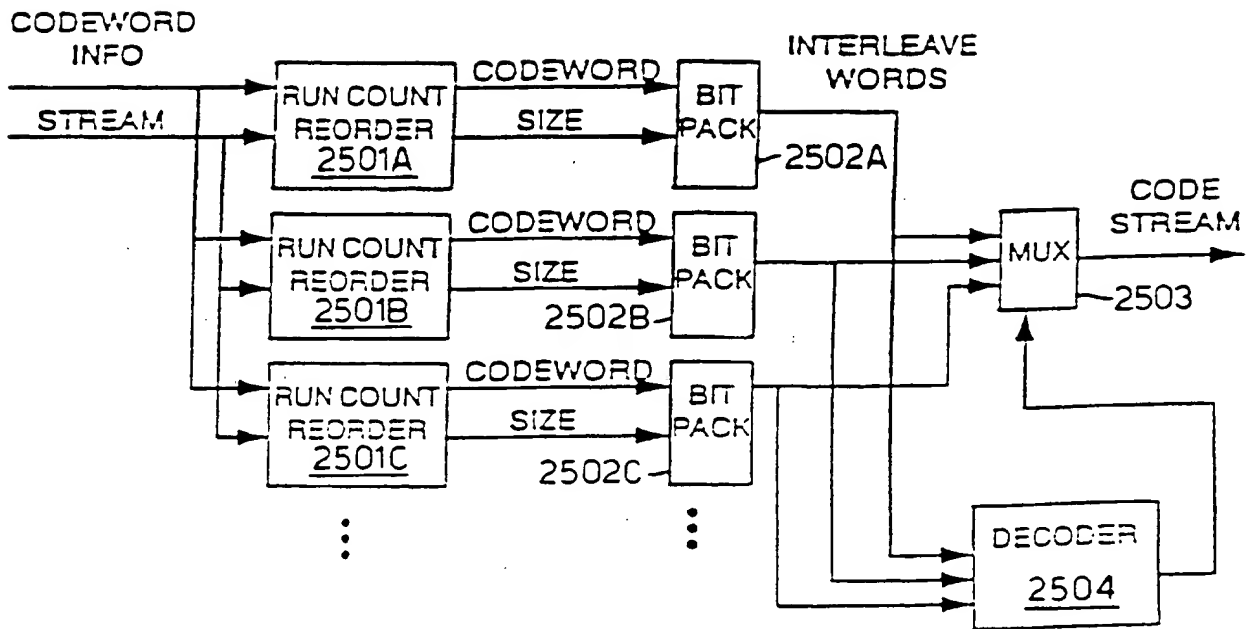 CODEWORD
INFO
STREAM
RUN COUNT
REORDER
2501A
CODEWORD
SIZE
BIT
PACK
2502A
INTERLEAVE
WORDS
RUN COUNT
REORDER
2501B
CODEWORD
SIZE
BIT
PACK
2502B
MUX
2503
CODE
STREAM
RUN COUNT
REORDER
2501C
CODEWORD
SIZE
BIT
PACK
2502C
DECODER
2504